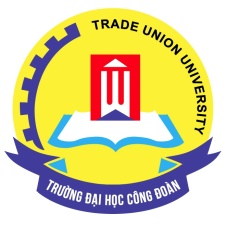 TRADE UNION UNIVERSITY
TRƯỜNG ĐẠI HỌC CÔNG ĐOÀN